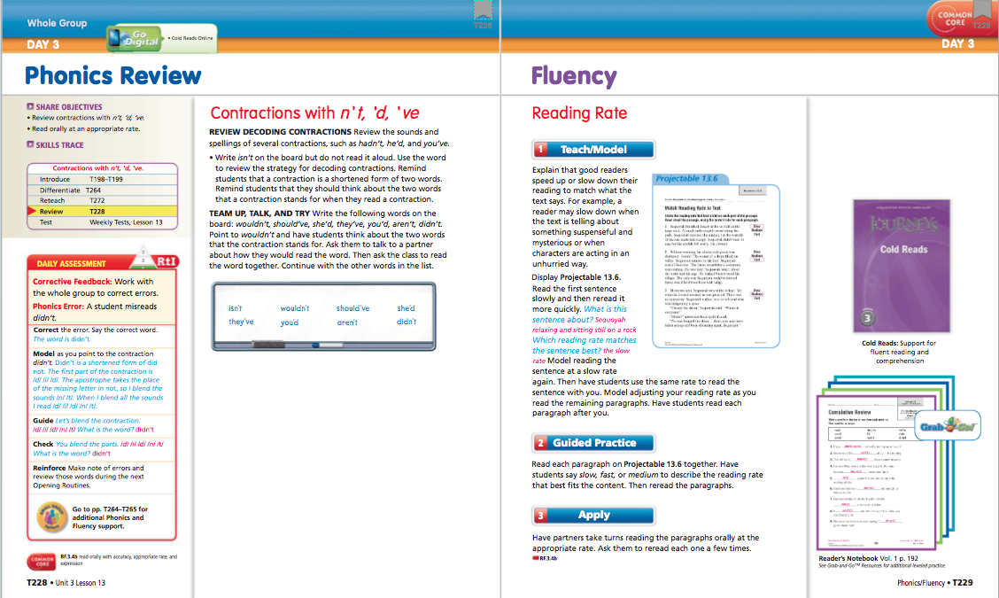 Whole Group
DAY 3
Go
Digital
• Cold Reads Online
T228
Phonics Review
SHARE OBJECTIVES
• Review contractions with n't, 'd, 've.
• Read orally at an appropriate rate.
SKILLS TRACE
Contractions with n't, 'd, 've.
Introduce T198–T199
Differentiate T264
Reteach T272
Review T228
Test Weekly Tests, Lesson 13
DAILY ASSESSMENT
RtI
Corrective Feedback: Work with
the whole group to correct errors.
Phonics Error: A student misreads
didn't.
Correct the error. Say the correct word.
The word is didn't.
Model as you point to the contraction
didn't. Didn't is a shortened form of did
not. The first part of the contraction is
/d/ /ĭ/ /d/. The apostrophe takes the place
of the missing letter in not, so I blend the
sounds /n/ /t/. When I blend all the sounds
I read /d/ /ĭ/ /d/ /n/ /t/.
Guide Let's blend the contraction.
/d/ /ĭ/ /d/ /n/ /t/ What is the word? didn't
Check You blend the parts. /d/ /ĭ/ /d/ /n/ /t/
What is the word? didn't
Reinforce Make note of errors and
review those words during the next
Opening Routines.
Go to pp. T264–T265 for
additional Phonics and
Fluency support.
COMMON
CORE
RF.3.4b read orally with accuracy, appropriate rate, and
expression
T228 • Unit 3 Lesson 13
Contractions with n't, 'd, 've
REVIEW DECODING CONTRACTIONS Review the sounds and
spellings of several contractions, such as hadn't, he'd, and you've.
• Write isn't on the board but do not read it aloud. Use the word
to review the strategy for decoding contractions. Remind
students that a contraction is a shortened form of two words.
Remind students that they should think about the two words
that a contraction stands for when they read a contraction.
TEAM UP, TALK, AND TRY Write the following words on the
board: wouldn't, should've, she'd, they've, you'd, aren't, didn't.
Point to wouldn't and have students think about the two words
that the contraction stands for. Ask them to talk to a partner
about how they would read the word. Then ask the class to read
the word together. Continue with the other words in the list.
isn't wouldn't should've she'd
they've you'd aren't didn't
COMMON
CORE
T229
DAY 3
Fluency
Reading Rate
1 Teach/Model
Explain that good readers
speed up or slow down their
reading to match what the
text says. For example, a
reader may slow down when
the text is telling about
something suspenseful and
mysterious or when
characters are acting in an
unhurried way.
Display Projectable 13.6.
Read the first sentence
slowly and then reread it
more quickly. What is this
sentence about? Sequoyah
relaxing and sitting still on a rock
Which reading rate matches
the sentence best? the slow
rate Model reading the
sentence at a slow rate
again. Then have students use the same rate to read the
sentence with you. Model adjusting your reading rate as you
read the remaining paragraphs. Have students read each
paragraph after you.
Projectable 13.6
Match Reading Rate to Text
2 Guided Practice
Read each paragraph on Projectable 13.6 together. Have
students say slow, fast, or medium to describe the reading rate
that best fits the content. Then reread the paragraphs.
3 Apply
Have partners take turns reading the paragraphs orally at the
appropriate rate. Ask them to reread each one a few times.
RF.3.4b
JOURNEYS
Cold Reads
3
Cold Reads: Support for
fluent reading and
comprehension
Cumulative Review
Grab-and-Go!
Reader's Notebook Vol. 1 p. 192
See Grab-and-Go™ Resources for additional leveled practice.
Phonics/Fluency • T229